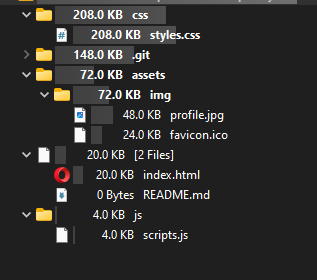 208.0 KB css
208.0 KB styles.css
148.0 KB .git
72.0 KB assets
72.0 KB img
48.0 KB profile.jpg
24.0 KB favicon.ico
20.0 KB [2 Files]
20.0 KB index.html
0 Bytes README.md
4.0 KB js
4.0 KB scripts.js